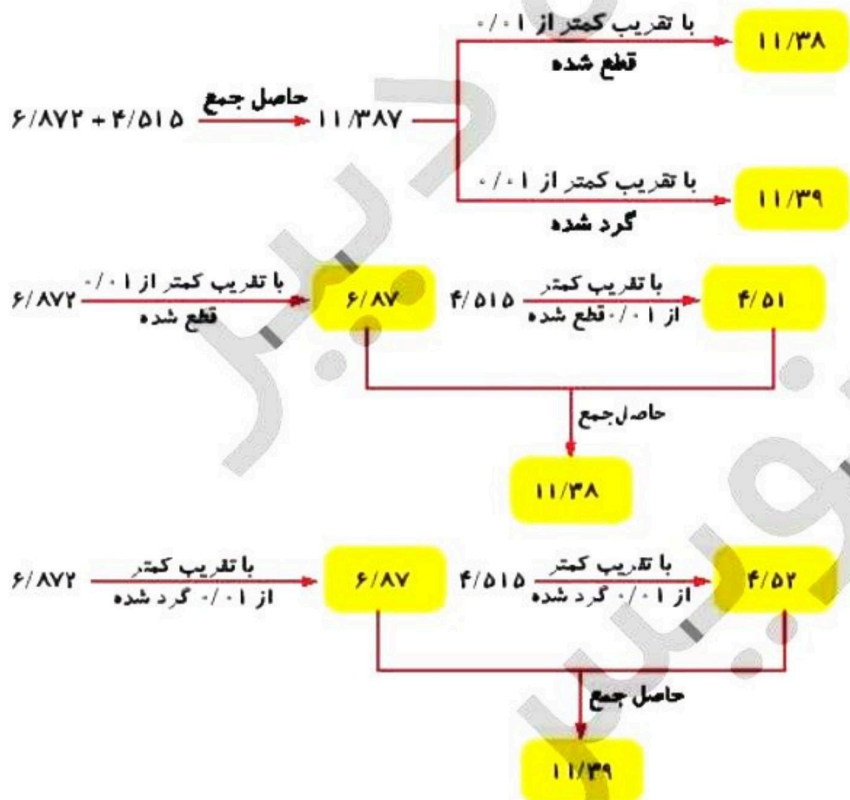 با تقریب کمتر از ۰/۰۱
قطع شده
۱۱/۳۸
۶/۸۷۲ + ۴/۵۱۵
حاصل جمع
۱۱/۳۸۷
با تقریب کمتر از ۰/۰۱
گرد شده
۱۱/۳۹
۶/۸۷۲
با تقریب کمتر از ۰/۰۱
قطع شده
۶/۸۷
۴/۵۱۵
با تقریب کمتر
از ۰/۰۱ قطع شده
۴/۵۱
حاصل جمع
۱۱/۳۸
۶/۸۷۲
با تقریب کمتر
از ۰/۰۱ گرد شده
۶/۸۷
۴/۵۱۵
با تقریب کمتر
از ۰/۰۱ گرد شده
۴/۵۲
حاصل جمع
۱۱/۳۹